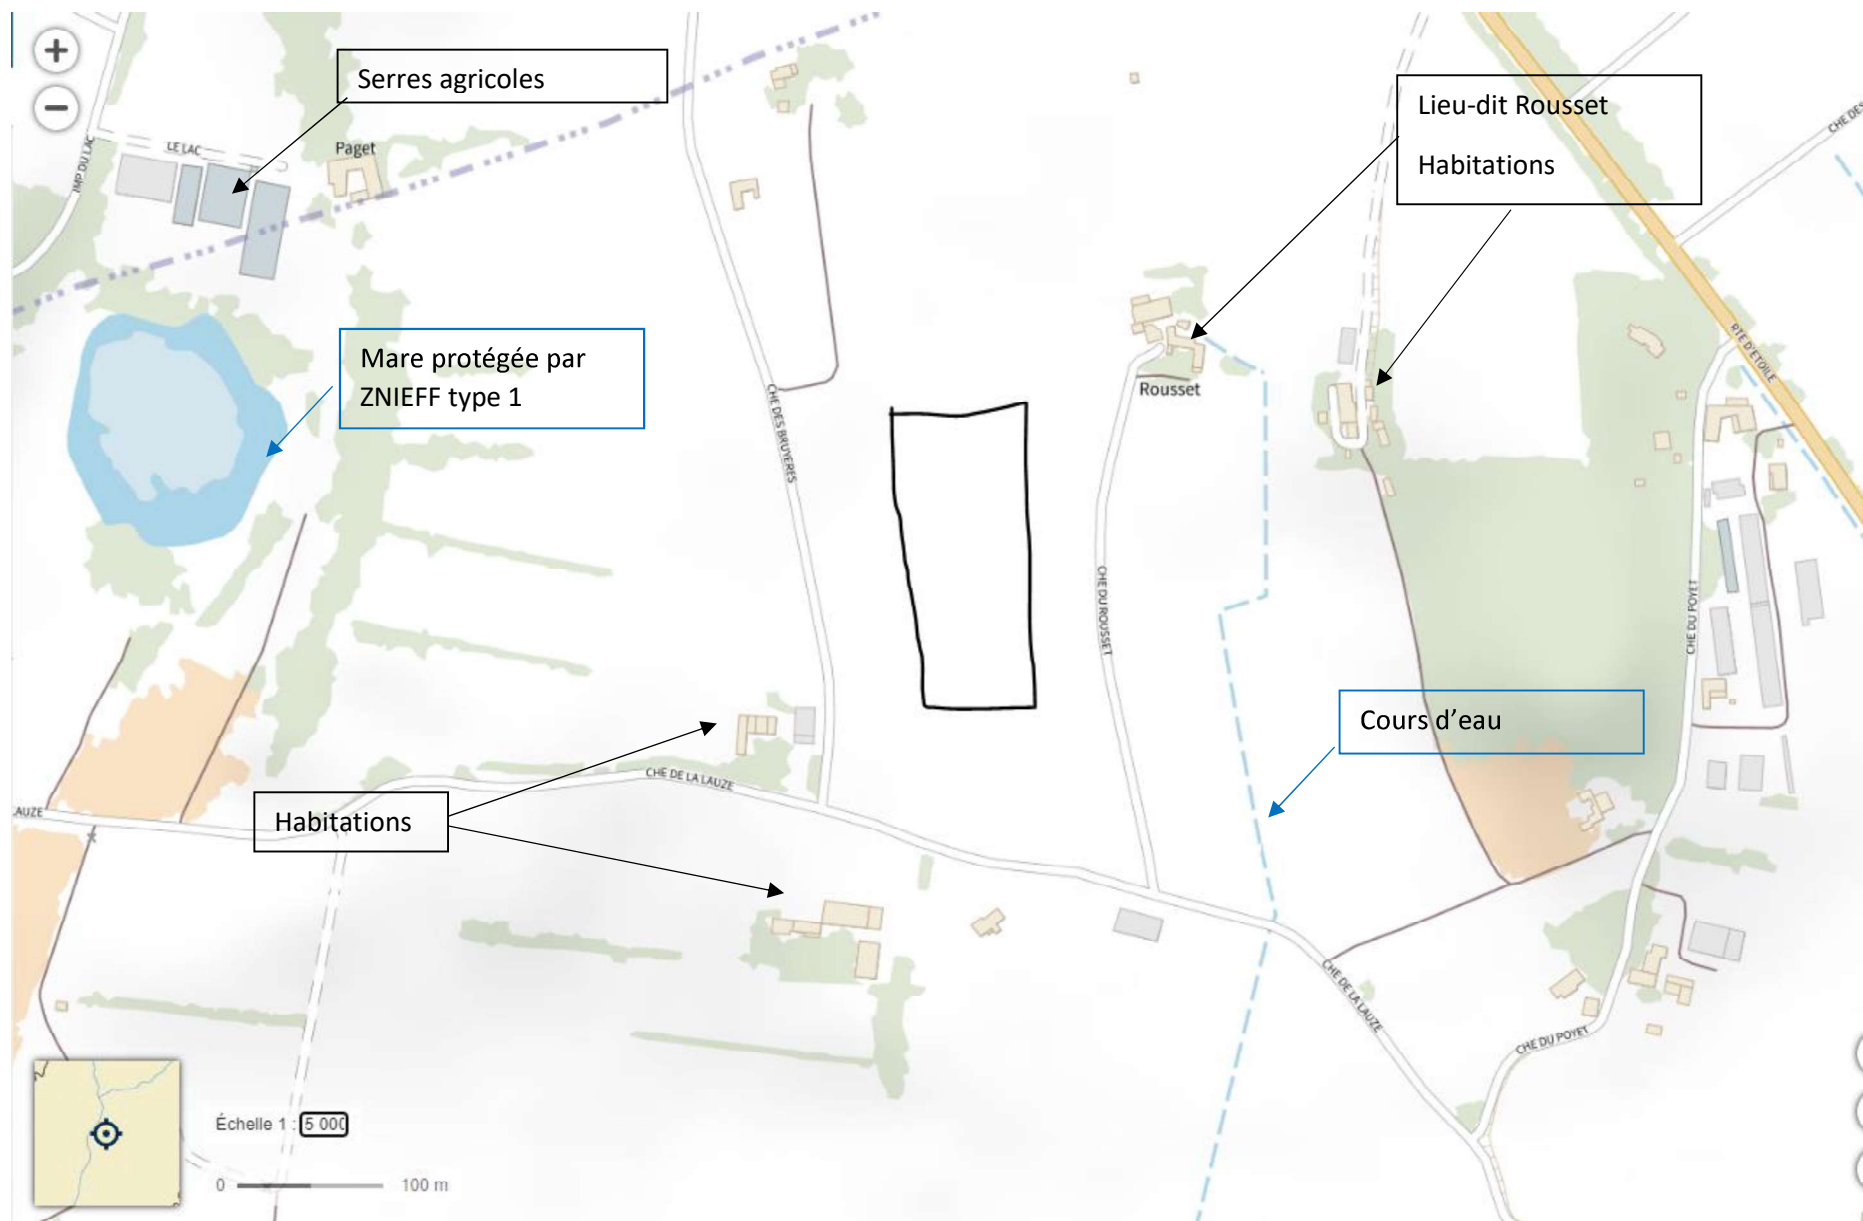 +
−
Serres agricoles
Lieu-dit Rousset
Habitations
CHE DES
LE LAC
Paget
IMP DU LAC
Mare protégée par
ZNIEFF type 1
RTE D'ETOILE
Rousset
CHE DES BRUYERES
CHE DU ROUSSET
CHE DU POYET
Cours d'eau
CHE DE LA LAUZE
AUZE
Habitations
CHE DE LA LAUZE
CHE DU POYET
Échelle 1 : 5 000
0 100 m